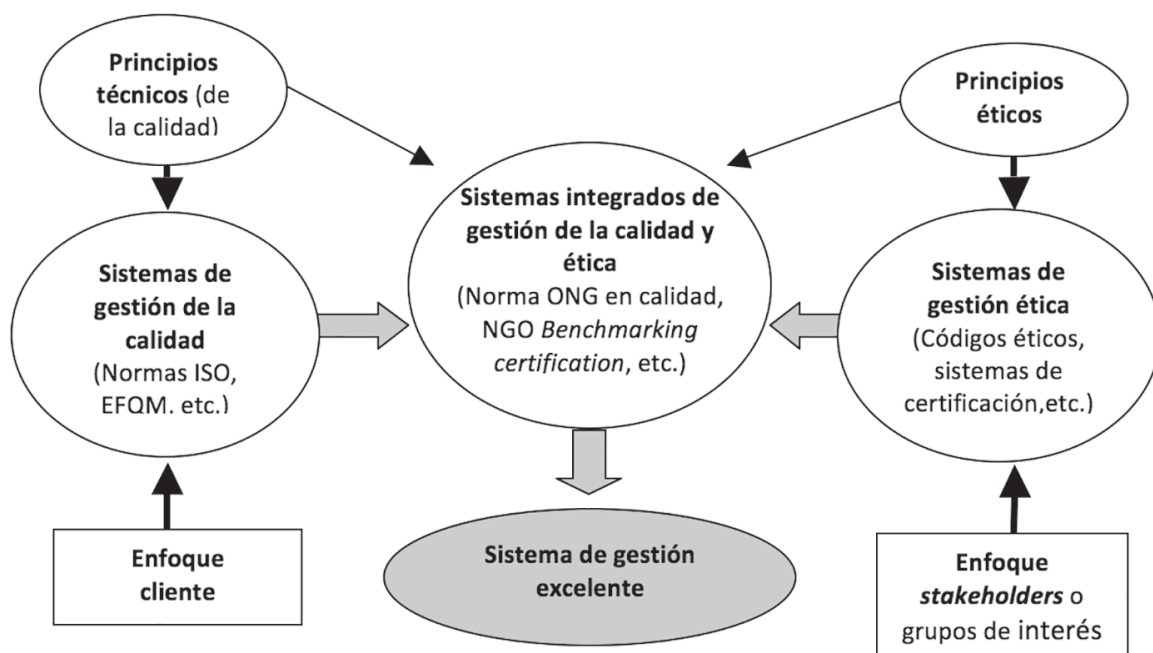 Principios
técnicos (de
la calidad)
Principios
éticos
Sistemas integrados de
gestión de la calidad y
ética
(Norma ONG en calidad,
NGO Benchmarking
certification, etc.)
Sistemas de
gestión de la
calidad
(Normas ISO,
EFQM. etc.)
Sistemas de
gestión ética
(Códigos éticos,
sistemas de
certificación,etc.)
Enfoque
cliente
Sistema de gestión
excelente
Enfoque
stakeholders o
grupos de interés